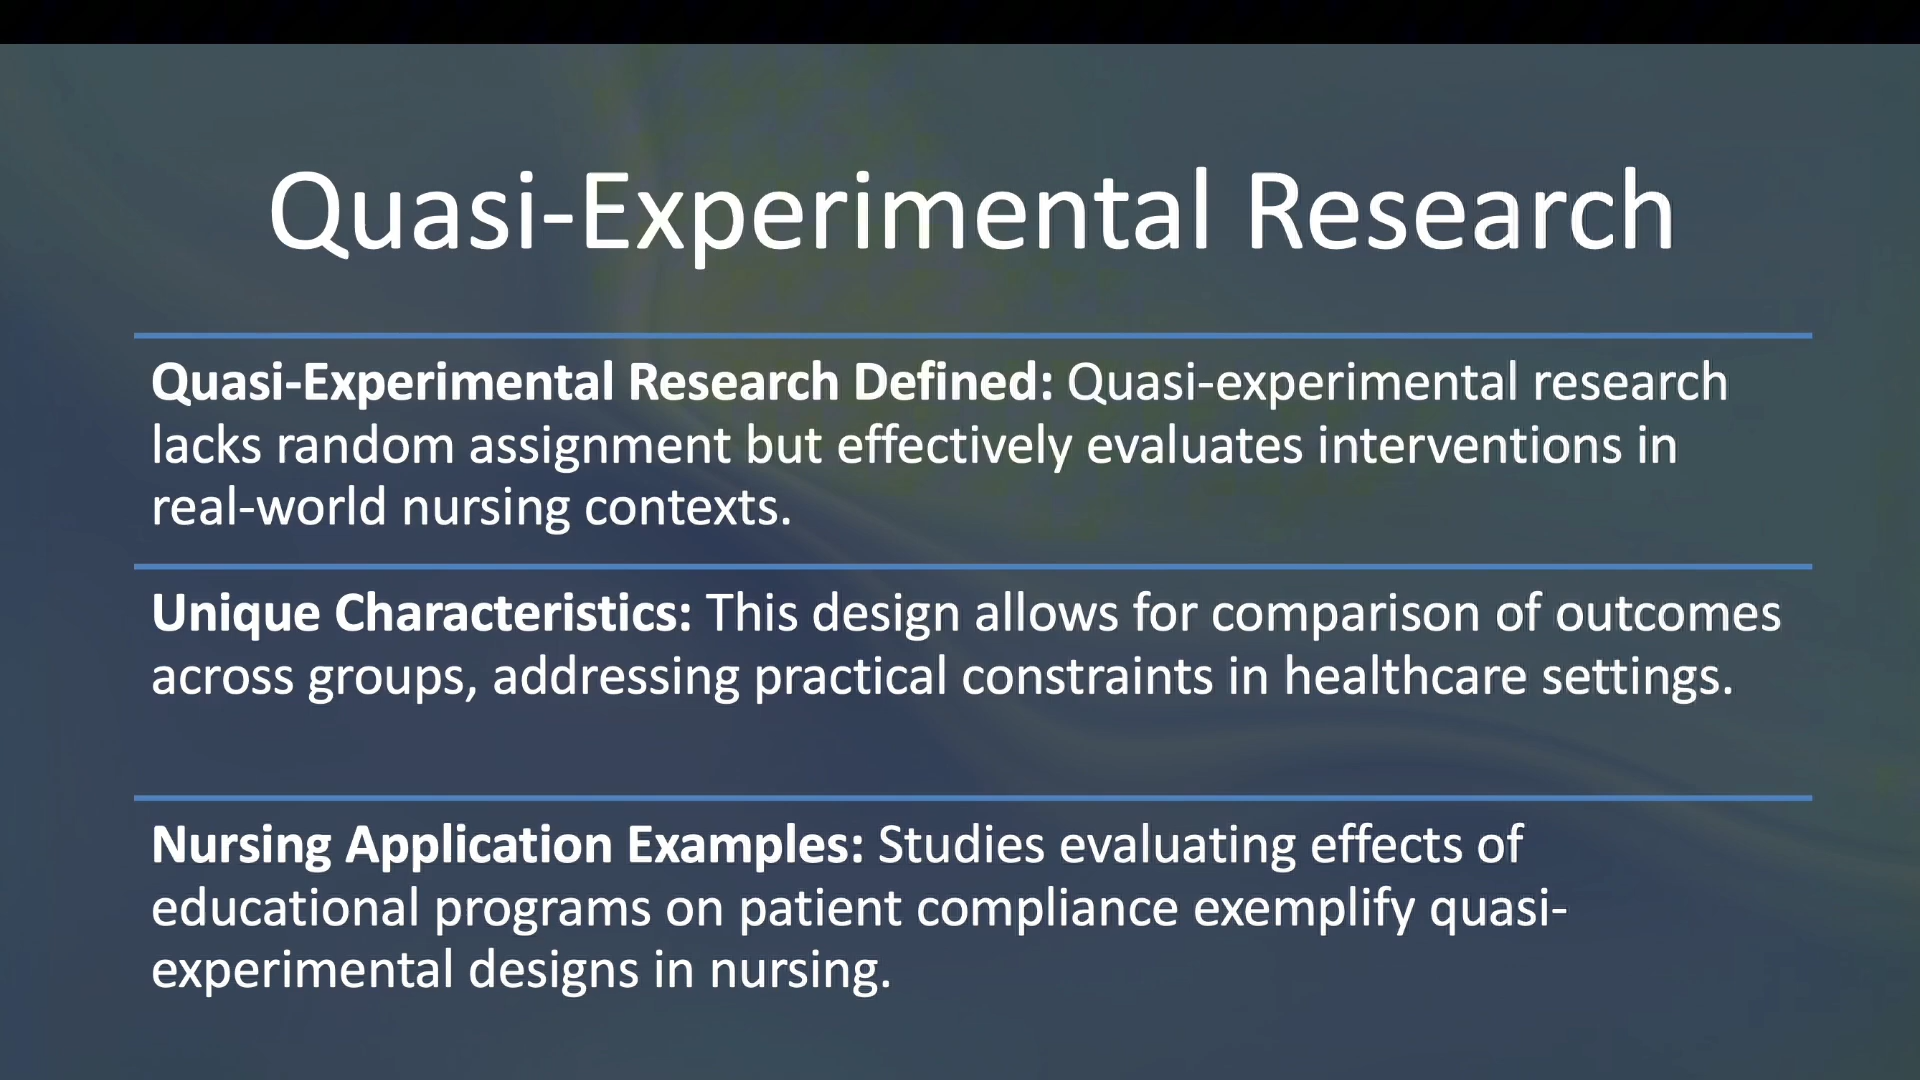 Quasi-Experimental Research
Quasi-Experimental Research Defined: Quasi-experimental research
lacks random assignment but effectively evaluates interventions in
real-world nursing contexts.
Unique Characteristics: This design allows for comparison of outcomes
across groups, addressing practical constraints in healthcare settings.
Nursing Application Examples: Studies evaluating effects of
educational programs on patient compliance exemplify quasi-
experimental designs in nursing.